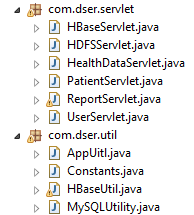 com.dser.servlet
HBaseServlet.java
HDFSServlet.java
HealthDataServlet.java
PatientServlet.java
ReportServlet.java
UserServlet.java
com.dser.util
AppUitl.java
Constants.java
HBaseUtil.java
MySQLUtility.java